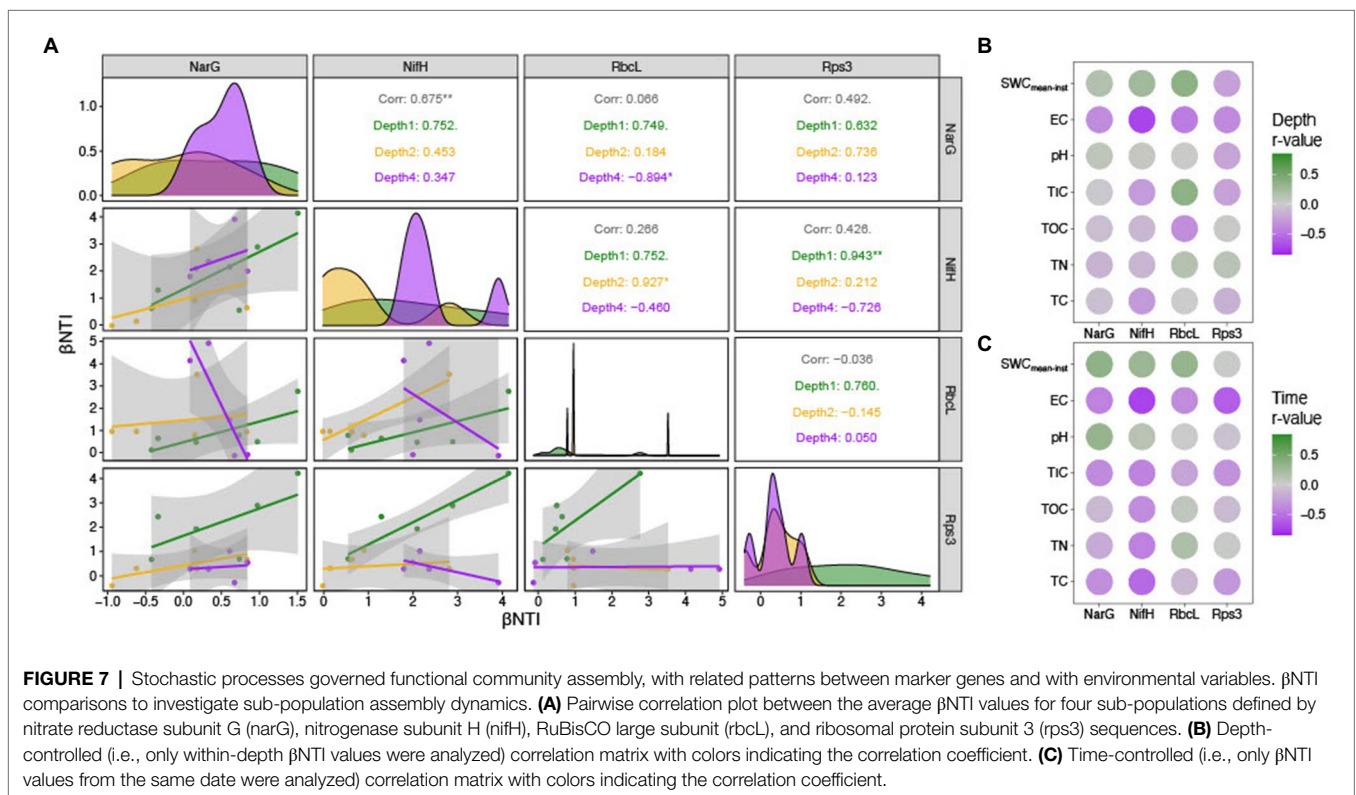 A
NarG
NifH
RbcL
Rps3
1.0
0.5
0.0
Corr: 0.675**
Depth1: 0.752.
Depth2: 0.453
Depth4: 0.347
Corr: 0.066
Depth1: 0.749.
Depth2: 0.184
Depth4: −0.894*
Corr: 0.492.
Depth1: 0.632
Depth2: 0.736
Depth4: 0.123
NarG
4
3
2
1
0
Corr: 0.266
Depth1: 0.752.
Depth2: 0.927*
Depth4: −0.460
Corr: 0.426.
Depth1: 0.943**
Depth2: 0.212
Depth4: −0.726
NifH
βNTI
5
4
3
2
1
0
Corr: −0.036
Depth1: 0.760.
Depth2: −0.145
Depth4: 0.050
RbcL
4
3
2
1
0
Rps3
−1.0 −0.5 0.0 0.5 1.0 1.5
0 1 2 3 4
0 1 2 3 4 5
0 2 4
βNTI
B
SWCmean-inst
EC
pH
TIC
TOC
TN
TC
NarG NifH RbcL Rps3
Depth
r-value
0.5
0.0
−0.5
C
SWCmean-inst
EC
pH
TIC
TOC
TN
TC
NarG NifH RbcL Rps3
Time
r-value
0.5
0.0
−0.5
FIGURE 7 | Stochastic processes governed functional community assembly, with related patterns between marker genes and with environmental variables. βNTI
comparisons to investigate sub-population assembly dynamics. (A) Pairwise correlation plot between the average βNTI values for four sub-populations defined by
nitrate reductase subunit G (narG), nitrogenase subunit H (nifH), RuBisCO large subunit (rbcL), and ribosomal protein subunit 3 (rps3) sequences. (B) Depth-
controlled (i.e., only within-depth βNTI values were analyzed) correlation matrix with colors indicating the correlation coefficient. (C) Time-controlled (i.e., only βNTI
values from the same date were analyzed) correlation matrix with colors indicating the correlation coefficient.